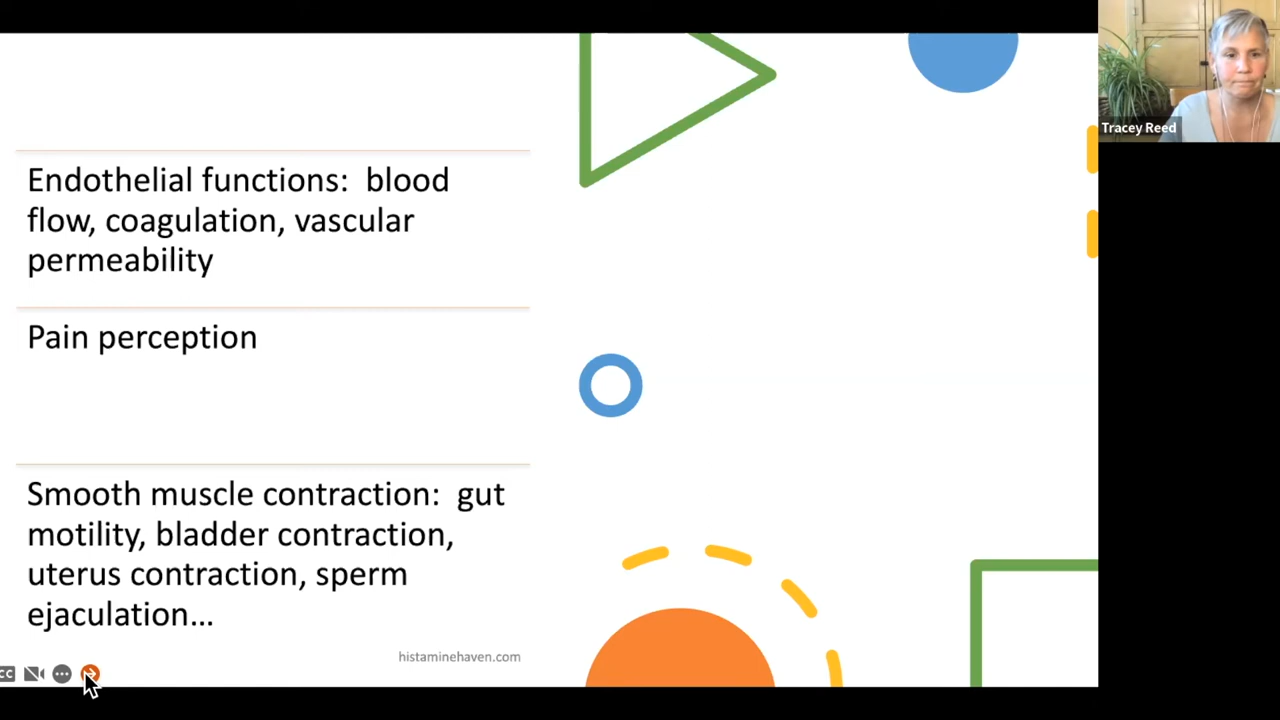 Tracey Reed
Endothelial functions:  blood
flow, coagulation, vascular
permeability
Pain perception
Smooth muscle contraction:  gut
motility, bladder contraction,
uterus contraction, sperm
ejaculation…
histaminehaven.com
CC